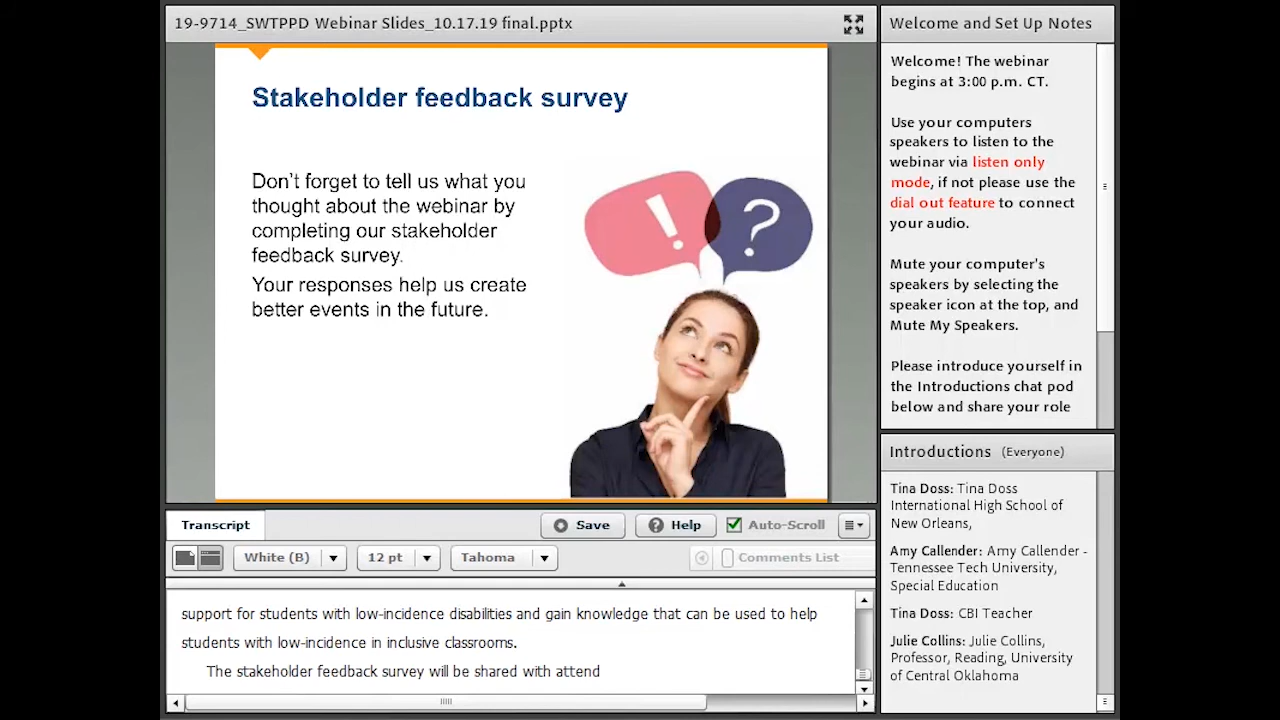 19-9714_SWTPPD Webinar Slides_10.17.19 final.pptx
Stakeholder feedback survey
Don't forget to tell us what you
thought about the webinar by
completing our stakeholder
feedback survey.
Your responses help us create
better events in the future.
! ?
Transcript
Save
Help
Auto-Scroll
White (B)
12 pt
Tahoma
Comments List
support for students with low-incidence disabilities and gain knowledge that can be used to help
students with low-incidence in inclusive classrooms.
The stakeholder feedback survey will be shared with attend
Welcome and Set Up Notes
Welcome! The webinar
begins at 3:00 p.m. CT.
Use your computers
speakers to listen to the
webinar via listen only
mode, if not please use the
dial out feature to connect
your audio.
Mute your computer's
speakers by selecting the
speaker icon at the top, and
Mute My Speakers.
Please introduce yourself in
the Introductions chat pod
below and share your role
Introductions (Everyone)
Tina Doss: Tina Doss
International High School of
New Orleans,
Amy Callender: Amy Callender -
Tennessee Tech University,
Special Education
Tina Doss: CBI Teacher
Julie Collins: Julie Collins,
Professor, Reading, University
of Central Oklahoma